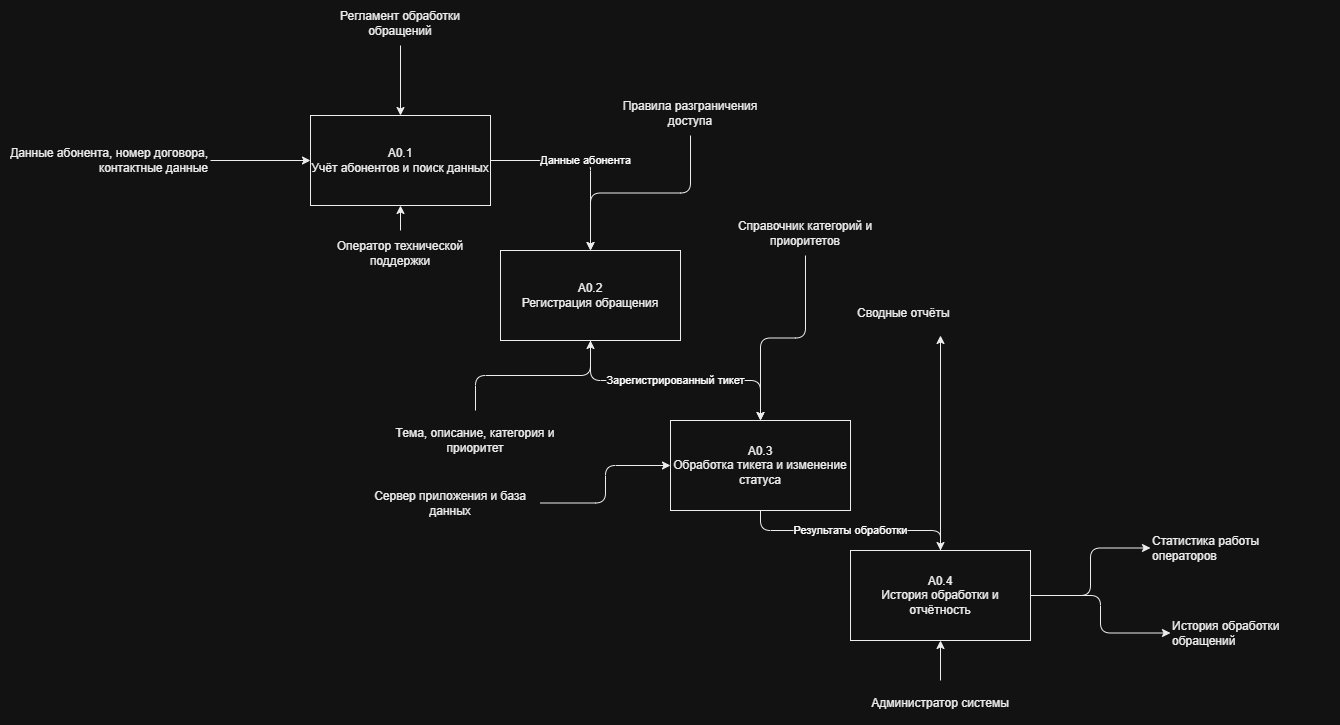 Регламент обработки
обращений
Правила разграничения
доступа
Данные абонента, номер договора,
контактные данные
A0.1
Учёт абонентов и поиск данных
Данные абонента
Оператор технической
поддержки
Справочник категорий и
приоритетов
A0.2
Регистрация обращения
Сводные отчёты
Зарегистрированный тикет
Тема, описание, категория и
приоритет
A0.3
Обработка тикета и изменение
статуса
Сервер приложения и база
данных
Результаты обработки
Статистика работы
операторов
A0.4
История обработки и
отчётность
История обработки
обращений
Администратор системы